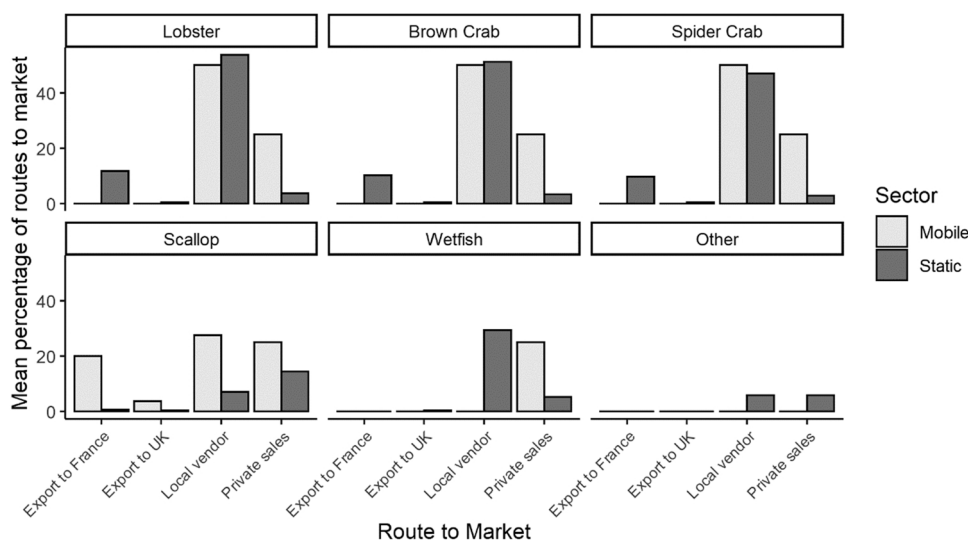 Lobster
Brown Crab
Spider Crab
Mean percentage of routes to market
40
20
0
Scallop
Wetfish
Other
40
20
0
Export to France
Export to UK
Local vendor
Private sales
Export to France
Export to UK
Local vendor
Private sales
Export to France
Export to UK
Local vendor
Private sales
Route to Market
Sector
Mobile
Static